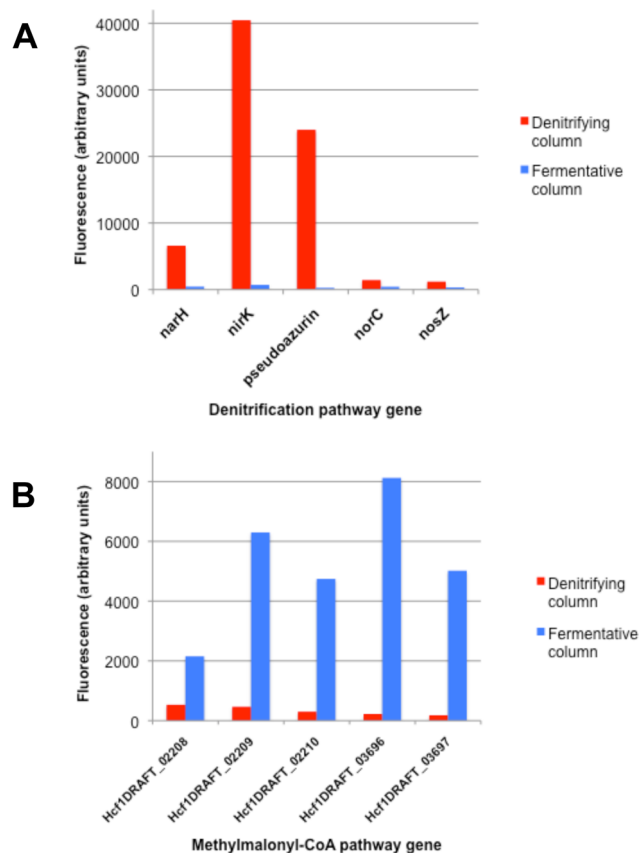 A
40000
30000
20000
10000
0
Fluorescence (arbitrary units)
narH
nirK
pseudoazurin
norC
nosZ
Denitrification pathway gene
Denitrifying
column
Fermentative
column
B
8000
6000
4000
2000
0
Fluorescence (arbitrary units)
Hcf1DRAFT_02208
Hcf1DRAFT_02209
Hcf1DRAFT_02210
Hcf1DRAFT_03696
Hcf1DRAFT_03697
Methylmalonyl-CoA pathway gene
Denitrifying
column
Fermentative
column